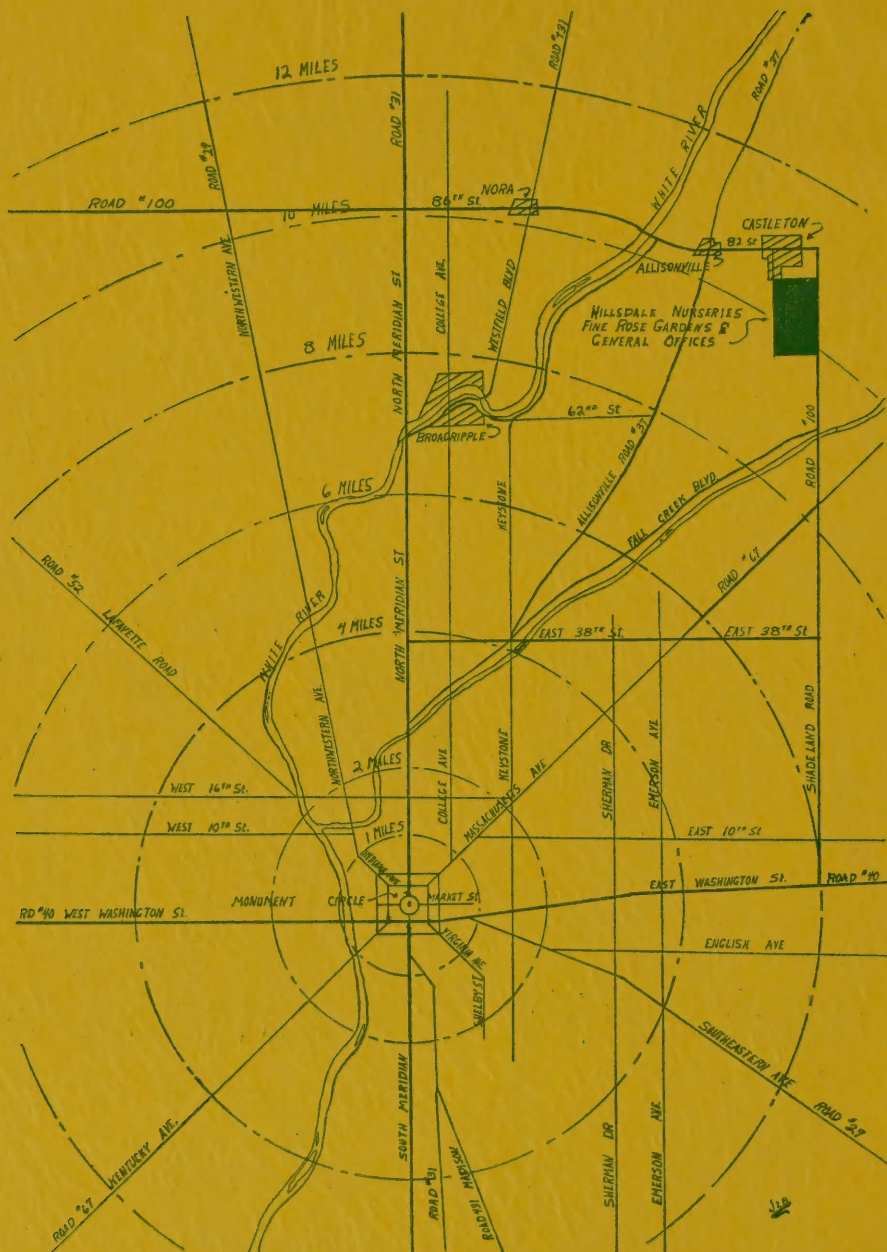 12 MILES
ROAD #31
ROAD #431
ROAD #37
ROAD #29
WHITE RIVER
NORA
ROAD #100
86TH St.
10 MILES
CASTLETON
82 St
ALLISONVILLE
NORTHWESTERN AVE
NORTH MERIDIAN St
COLLEGE AVE
WESTFIELD BLVD
HILLSDALE NURSERIES
FINE ROSE GARDENS &
GENERAL OFFICES
8 MILES
62ND St
BROADRIPPLE
ROAD #100
ALLISONVILLE ROAD #37
6 MILES
KEYSTONE
FALL CREEK BLVD
ROAD #67
ROAD #52
LAFAYETTE ROAD
WHITE RIVER
4 MILES
NORTH MERIDIAN ST
EAST 38TH St.
EAST 38TH St
NORTHWESTERN AVE.
SHADELAND ROAD
2 MILES
COLLEGE AVE
KEYSTONE
MASSACHUSETTS AVE
SHERMAN DR
EMERSON AVE
WEST 16TH St.
WEST 10TH St.
1 MILES
EAST 10TH St
INDIANA AVE
MONUMENT CIRCLE
MARKET St.
EAST WASHINGTON St.
ROAD #40
RD #40 WEST WASHINGTON St.
VIRGINIA AVE
ENGLISH AVE
SHELBY ST
SOUTHEASTERN AVE
ROAD #29
SOUTH MERIDIAN
KENTUCKY AVE.
ROAD #67
ROAD #31
MADISON
ROAD #31
SHERMAN DR
EMERSON AVE.